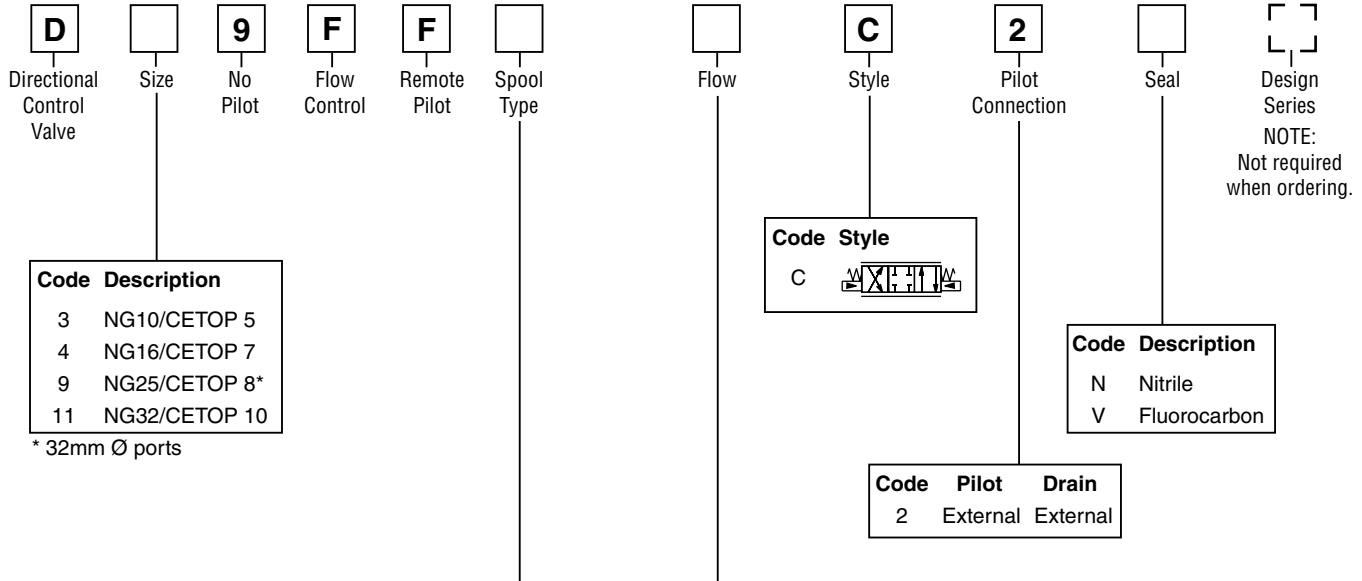 D 9 F F C 2
Directional Control Valve
Size
No Pilot
Flow Control
Remote Pilot
Spool Type
Flow
Style
Pilot Connection
Seal
Design Series
NOTE:
Not required
when ordering.
Code Style
C
Code Description
3 NG10/CETOP 5
4 NG16/CETOP 7
9 NG25/CETOP 8*
11 NG32/CETOP 10
* 32mm Ø ports
Code Description
N Nitrile
V Fluorocarbon
Code Pilot Drain
2 External External